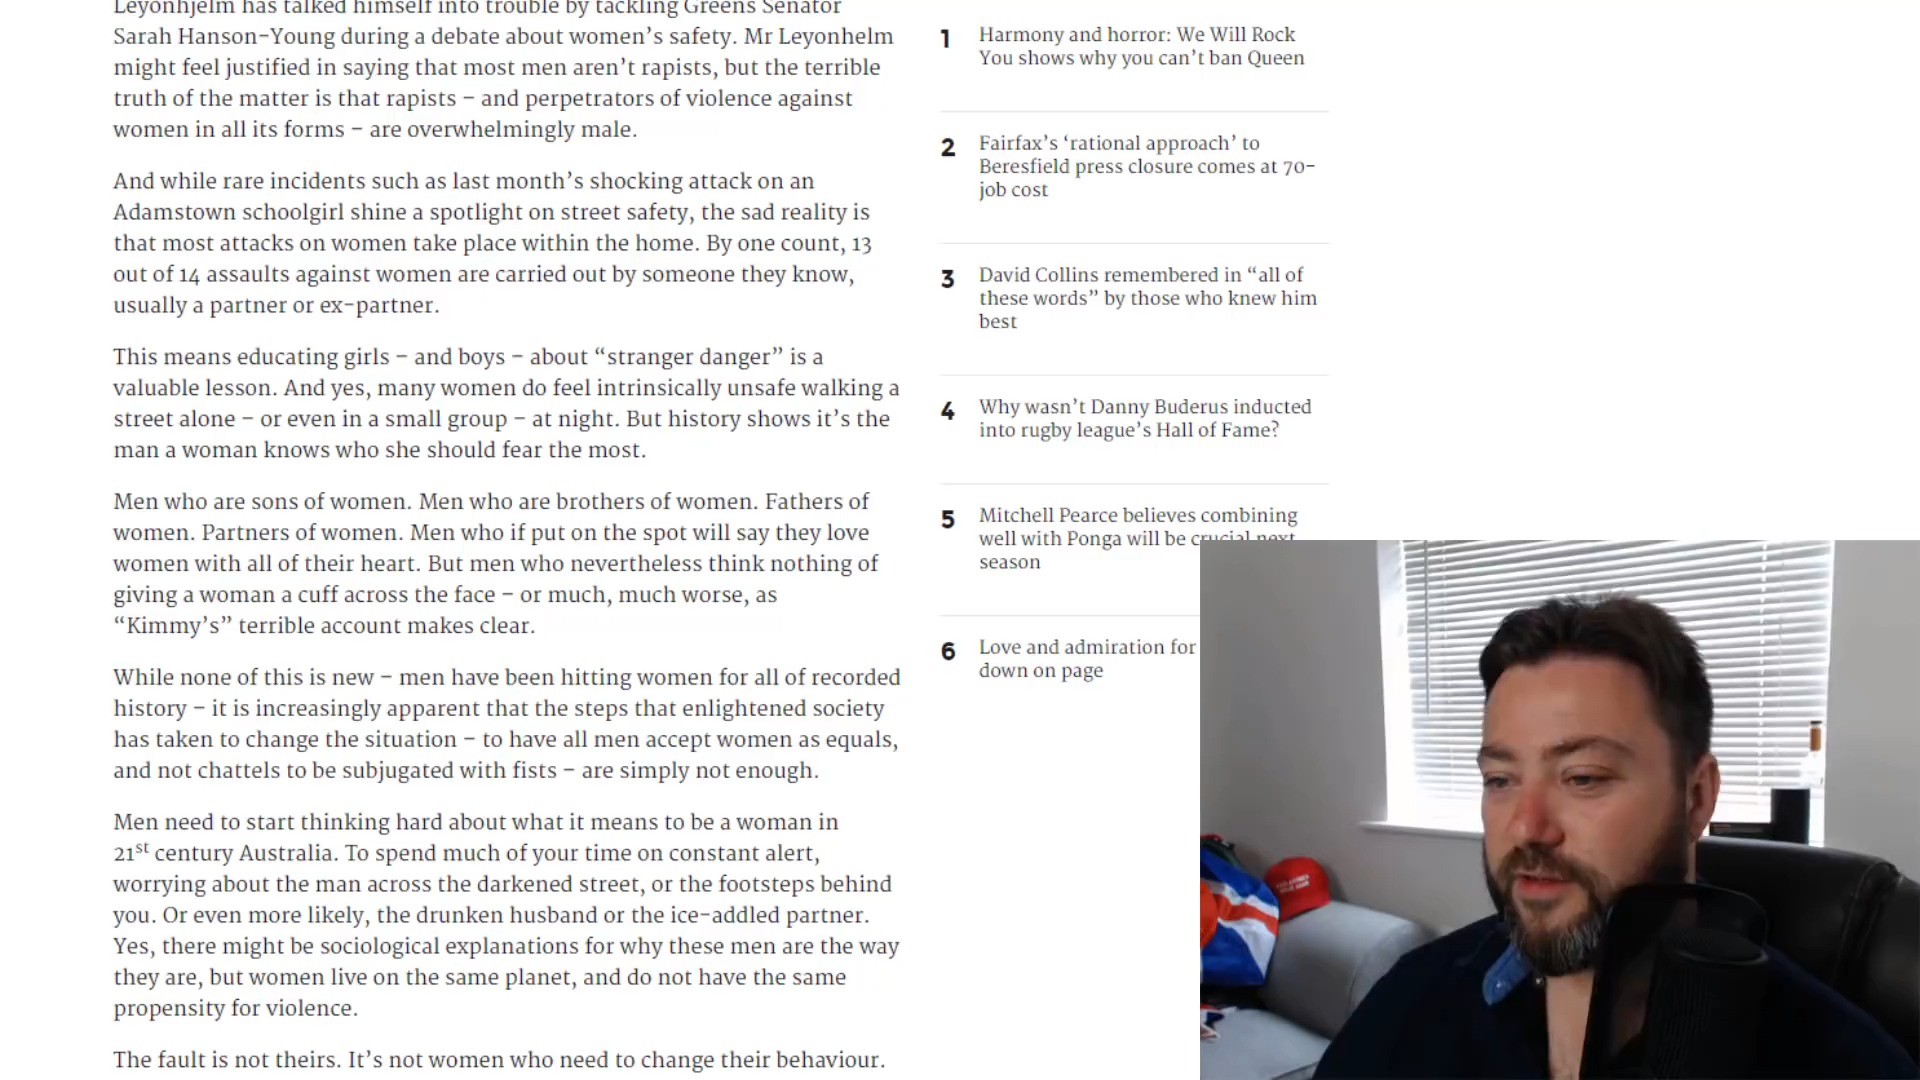 Leyonhjelm has talked himself into trouble by tackling Greens Senator
Sarah Hanson-Young during a debate about women's safety. Mr Leyonhelm
might feel justified in saying that most men aren't rapists, but the terrible
truth of the matter is that rapists – and perpetrators of violence against
women in all its forms – are overwhelmingly male.
And while rare incidents such as last month's shocking attack on an
Adamstown schoolgirl shine a spotlight on street safety, the sad reality is
that most attacks on women take place within the home. By one count, 13
out of 14 assaults against women are carried out by someone they know,
usually a partner or ex-partner.
This means educating girls – and boys – about “stranger danger” is a
valuable lesson. And yes, many women do feel intrinsically unsafe walking a
street alone – or even in a small group – at night. But history shows it's the
man a woman knows who she should fear the most.
Men who are sons of women. Men who are brothers of women. Fathers of
women. Partners of women. Men who if put on the spot will say they love
women with all of their heart. But men who nevertheless think nothing of
giving a woman a cuff across the face – or much, much worse, as
“Kimmy's” terrible account makes clear.
While none of this is new – men have been hitting women for all of recorded
history – it is increasingly apparent that the steps that enlightened society
has taken to change the situation – to have all men accept women as equals,
and not chattels to be subjugated with fists – are simply not enough.
Men need to start thinking hard about what it means to be a woman in
21st century Australia. To spend much of your time on constant alert,
worrying about the man across the darkened street, or the footsteps behind
you. Or even more likely, the drunken husband or the ice-addled partner.
Yes, there might be sociological explanations for why these men are the way
they are, but women live on the same planet, and do not have the same
propensity for violence.
The fault is not theirs. It's not women who need to change their behaviour.
1 Harmony and horror: We Will Rock
You shows why you can't ban Queen
2 Fairfax's ‘rational approach’ to
Beresfield press closure comes at 70-
job cost
3 David Collins remembered in “all of
these words” by those who knew him
best
4 Why wasn't Danny Buderus inducted
into rugby league's Hall of Fame?
5 Mitchell Pearce believes combining
well with Ponga will be crucial next
season
6 Love and admiration for
down on page